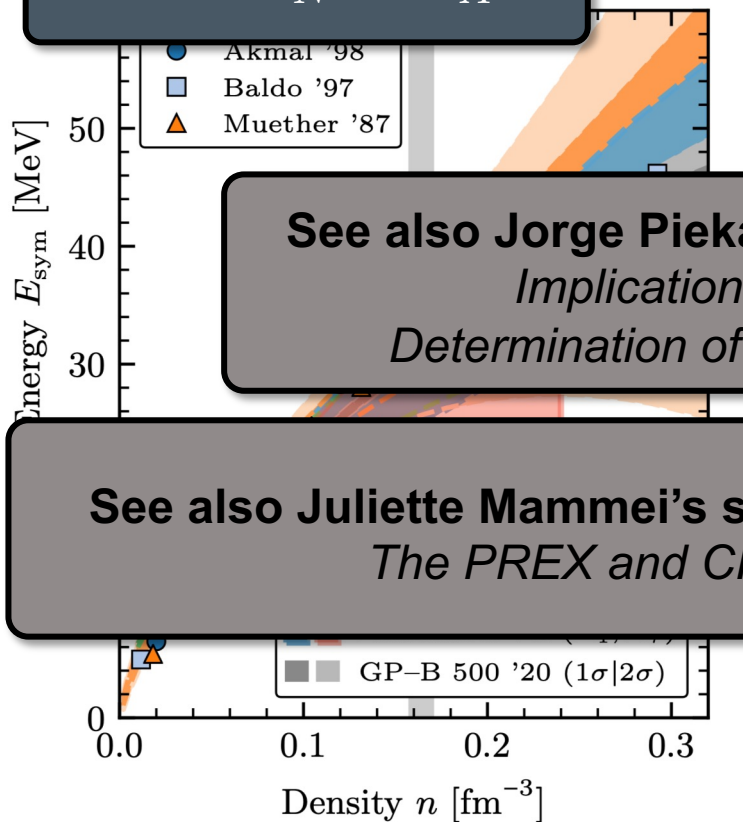 Akmal '98
Baldo '97
Muether '87
50
40
30
0
0.0
0.1
0.2
0.3
Energy E_sym [MeV]
See also Jorge Pieka
Implication
Determination of
See also Juliette Mammei's s
The PREX and C
GP–B 500 '20 (1σ|2σ)
Density n [fm⁻³]